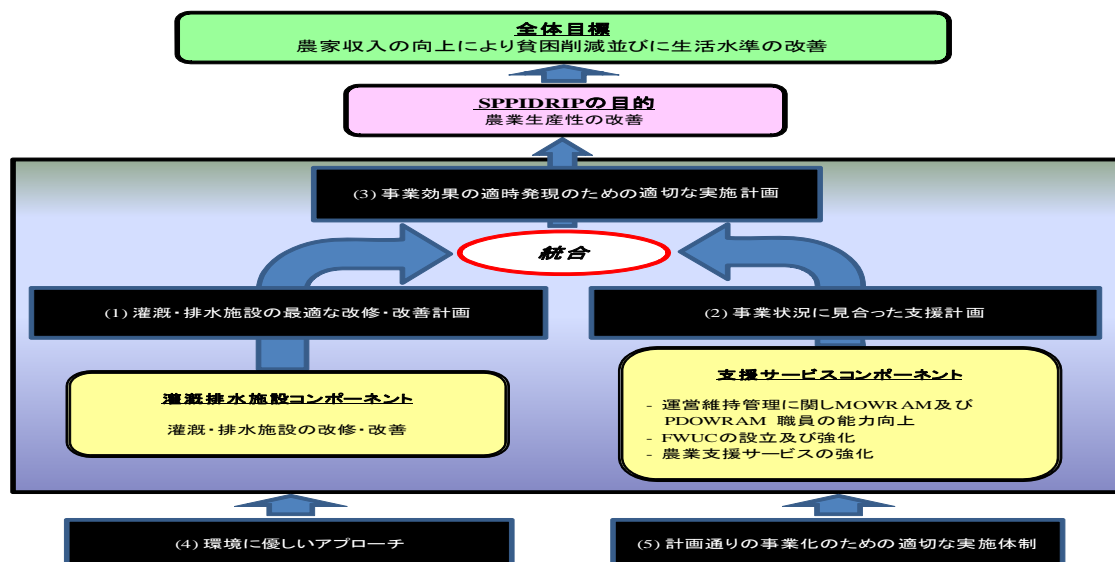 全体目標
農家収入の向上により貧困削減並びに生活水準の改善
SPPIDRIPの目的
農業生産性の改善
(3) 事業効果の適時発現のための適切な実施計画
統合
(1) 灌漑・排水施設の最適な改修・改善計画
(2) 事業状況に見合った支援計画
灌漑排水施設コンポーネント
灌漑・排水施設の改修・改善
支援サービスコンポーネント
- 運営維持管理に関しMOWRAM及び
PDOWRAM 職員の能力向上
- FWUCの設立及び強化
- 農業支援サービスの強化
(4) 環境に優しいアプローチ
(5) 計画通りの事業化のための適切な実施体制